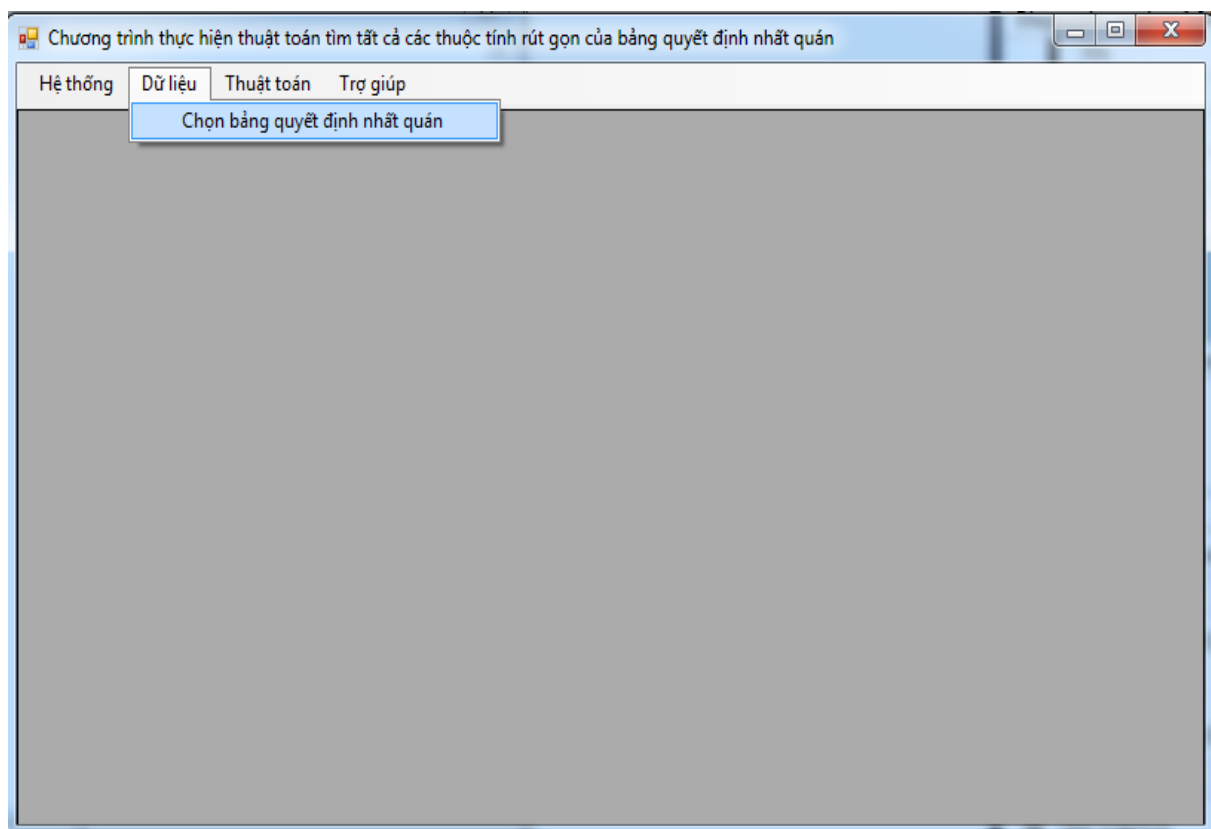 Chương trình thực hiện thuật toán tìm tất cả các thuộc tính rút gọn của bảng quyết định nhất quán
Hệ thống Dữ liệu Thuật toán Trợ giúp
Chọn bảng quyết định nhất quán